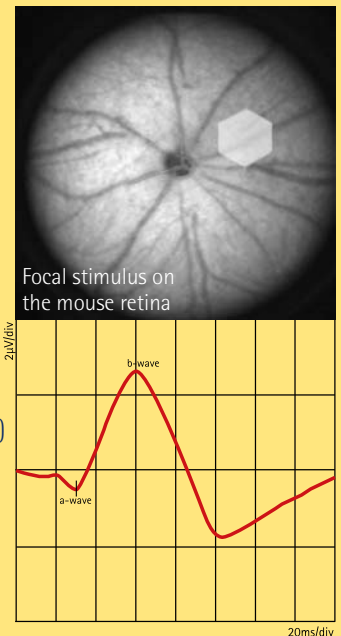 Focal stimulus on
the mouse retina
2µV/div
b-wave
)
a-wave
20ms/div